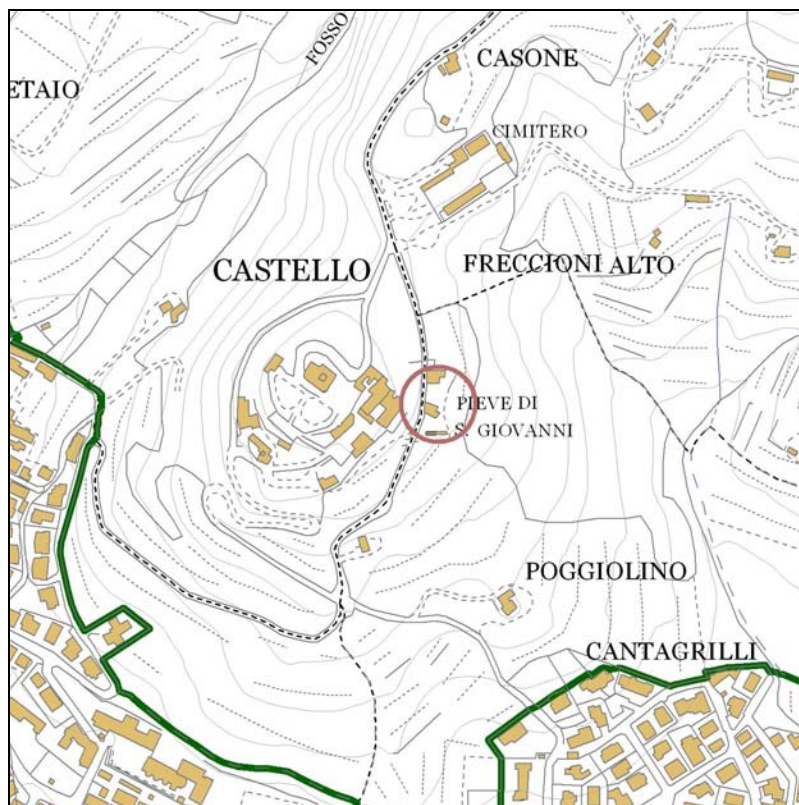 FOSSO
CASONE
ETAIO
CIMITERO
CASTELLO
FRECCIONI ALTO
PIEVE DI
S. GIOVANNI
POGGIOLINO
CANTAGRILLI